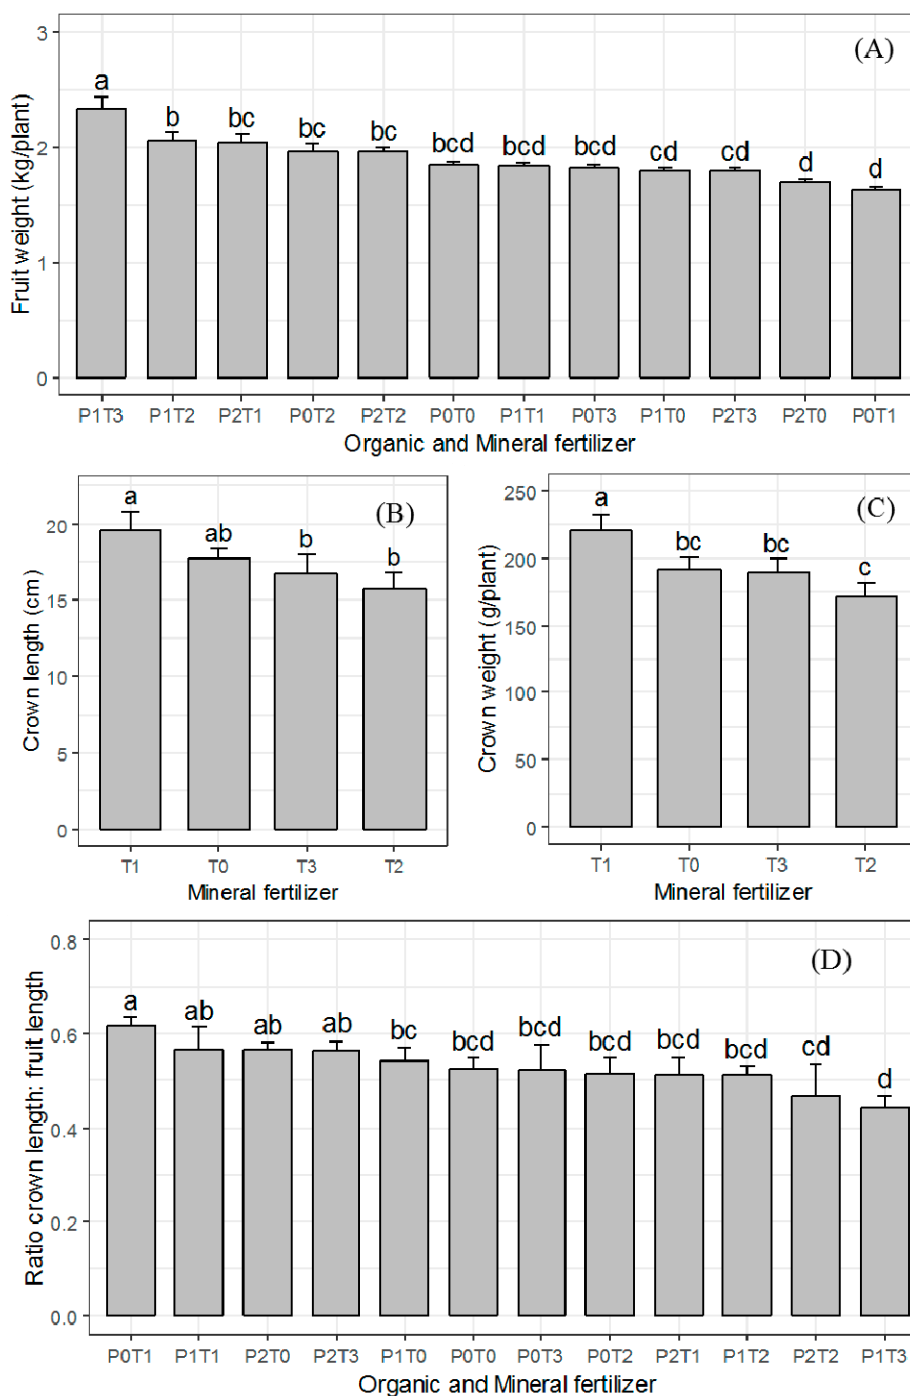 (A)
Fruit weight (kg/plant)
3
2
1
0
a b bc bc bc bcd bcd bcd cd cd d d
P1T3 P1T2 P2T1 P0T2 P2T2 P0T0 P1T1 P0T3 P1T0 P2T3 P2T0 P0T1
Organic and Mineral fertilizer
(B)
Crown length (cm)
20
15
10
5
0
a ab b b
T1 T0 T3 T2
Mineral fertilizer
(C)
Crown weight (g/plant)
250
200
150
100
50
0
a bc bc c
T1 T0 T3 T2
Mineral fertilizer
(D)
Ratio crown length: fruit length
0.8
0.6
0.4
0.2
0.0
a ab ab ab bc bcd bcd bcd bcd bcd cd d
P0T1 P1T1 P2T0 P2T3 P1T0 P0T0 P0T3 P0T2 P2T1 P1T2 P2T2 P1T3
Organic and Mineral fertilizer